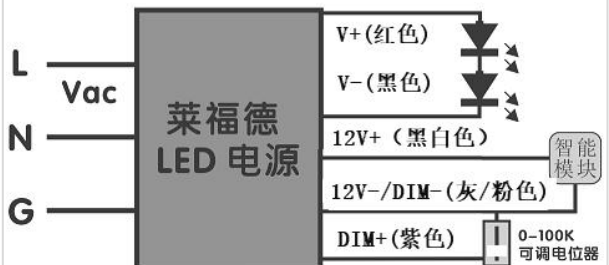 L
Vac
N
G
莱福德
LED 电源
V+(红色)
V-(黑色)
12V+（黑白色）
12V-/DIM-(灰/粉色)
DIM+(紫色)
智能
模块
0-100K
可调电位器